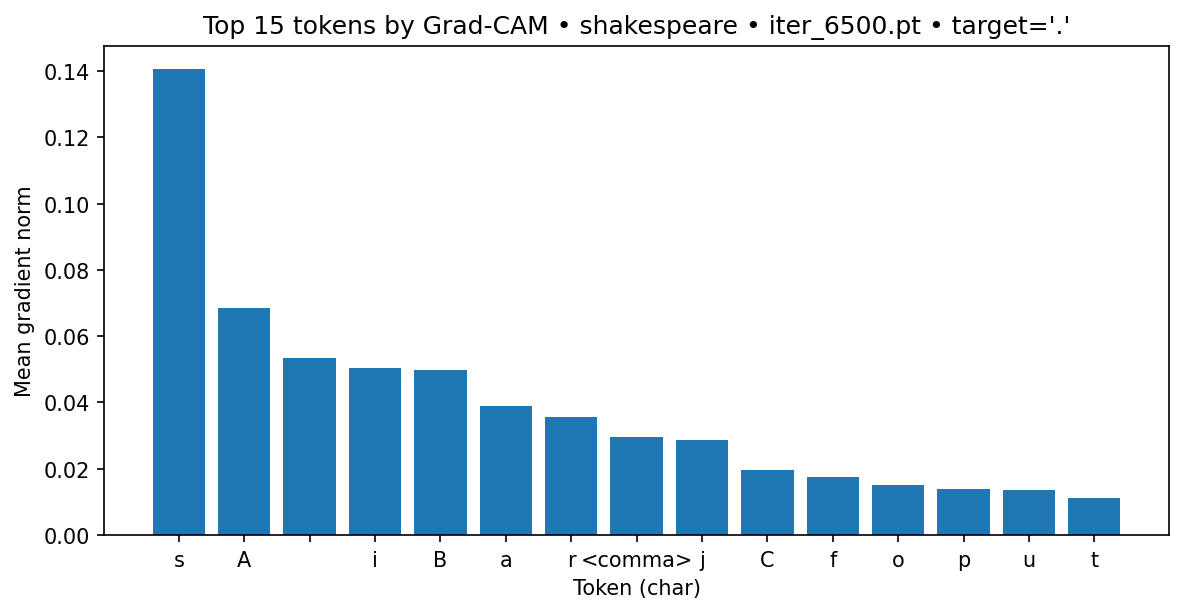 Top 15 tokens by Grad-CAM • shakespeare • iter_6500.pt • target='.'
Mean gradient norm
0.14
0.12
0.10
0.08
0.06
0.04
0.02
0.00
s A i B a r <comma> j C f o p u t
Token (char)